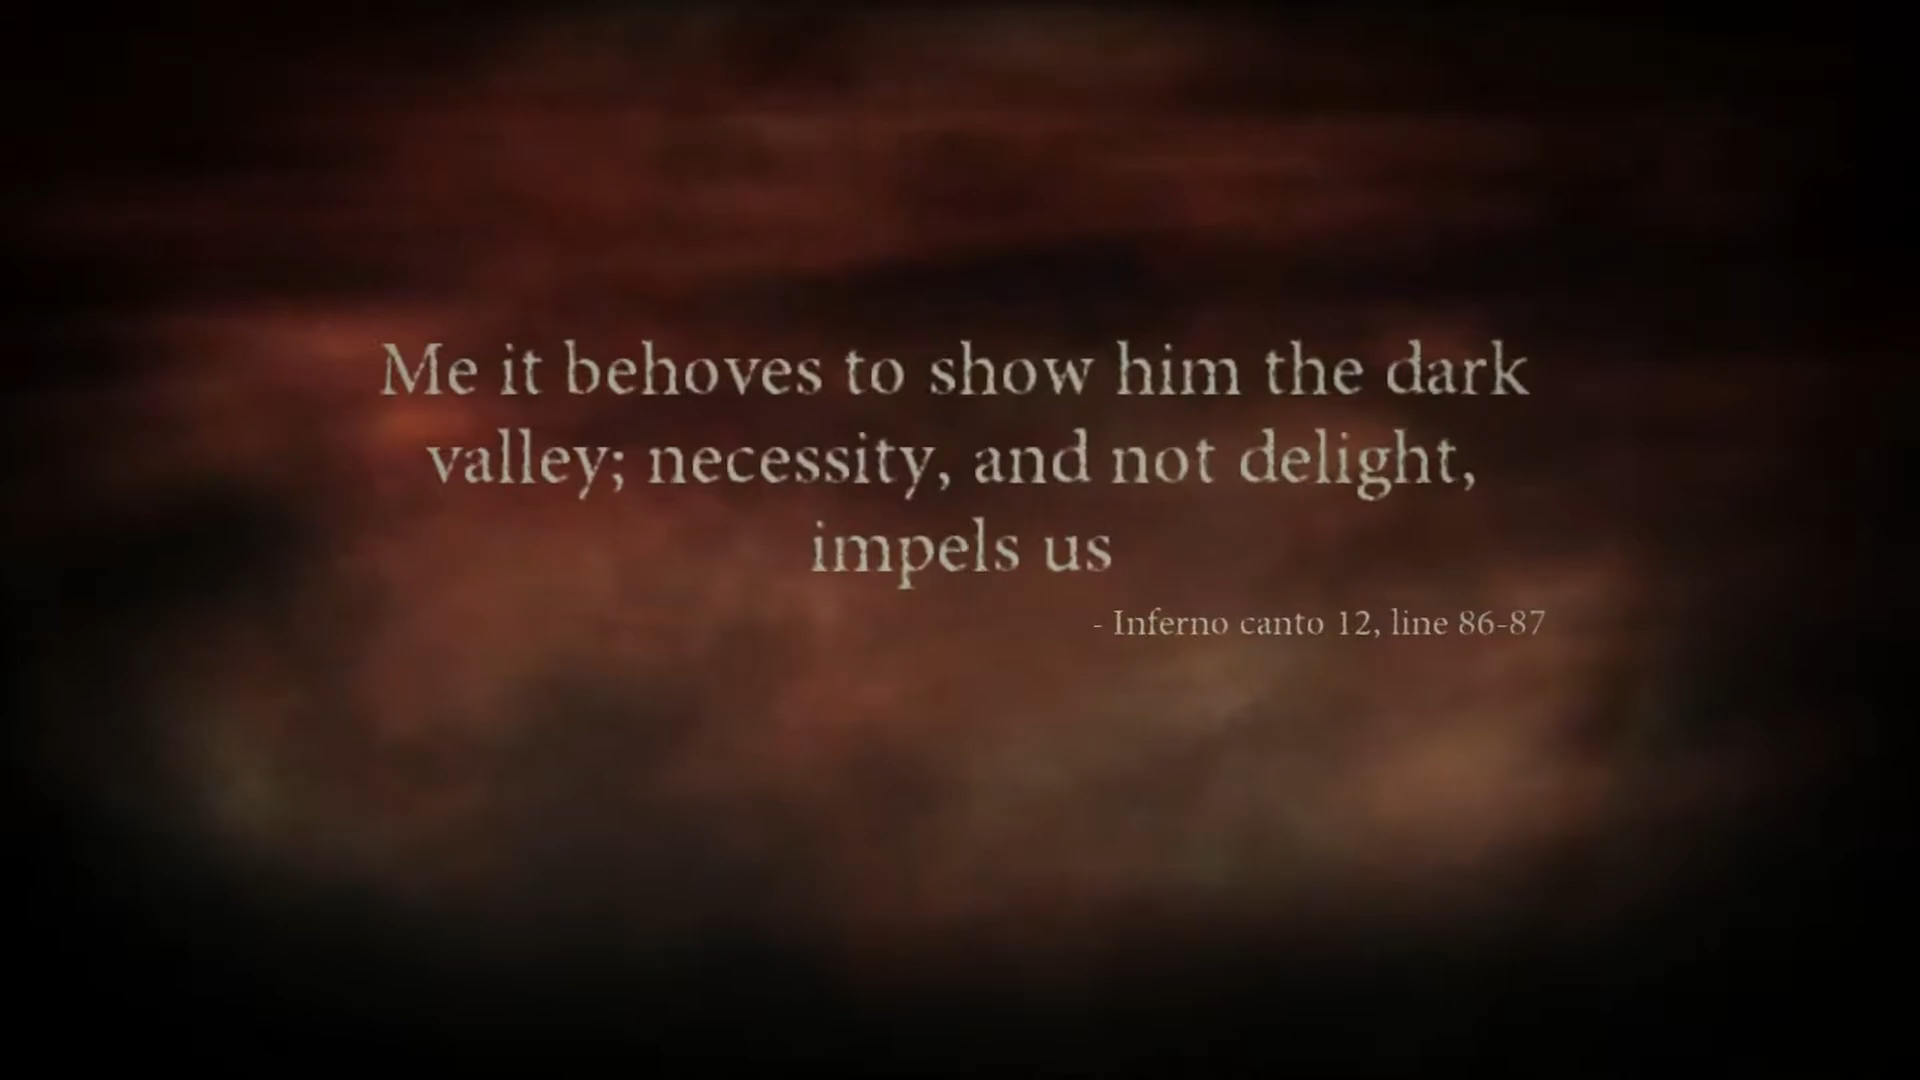 Me it behoves to show him the dark
valley; necessity, and not delight,
impels us
- Inferno canto 12, line 86-87